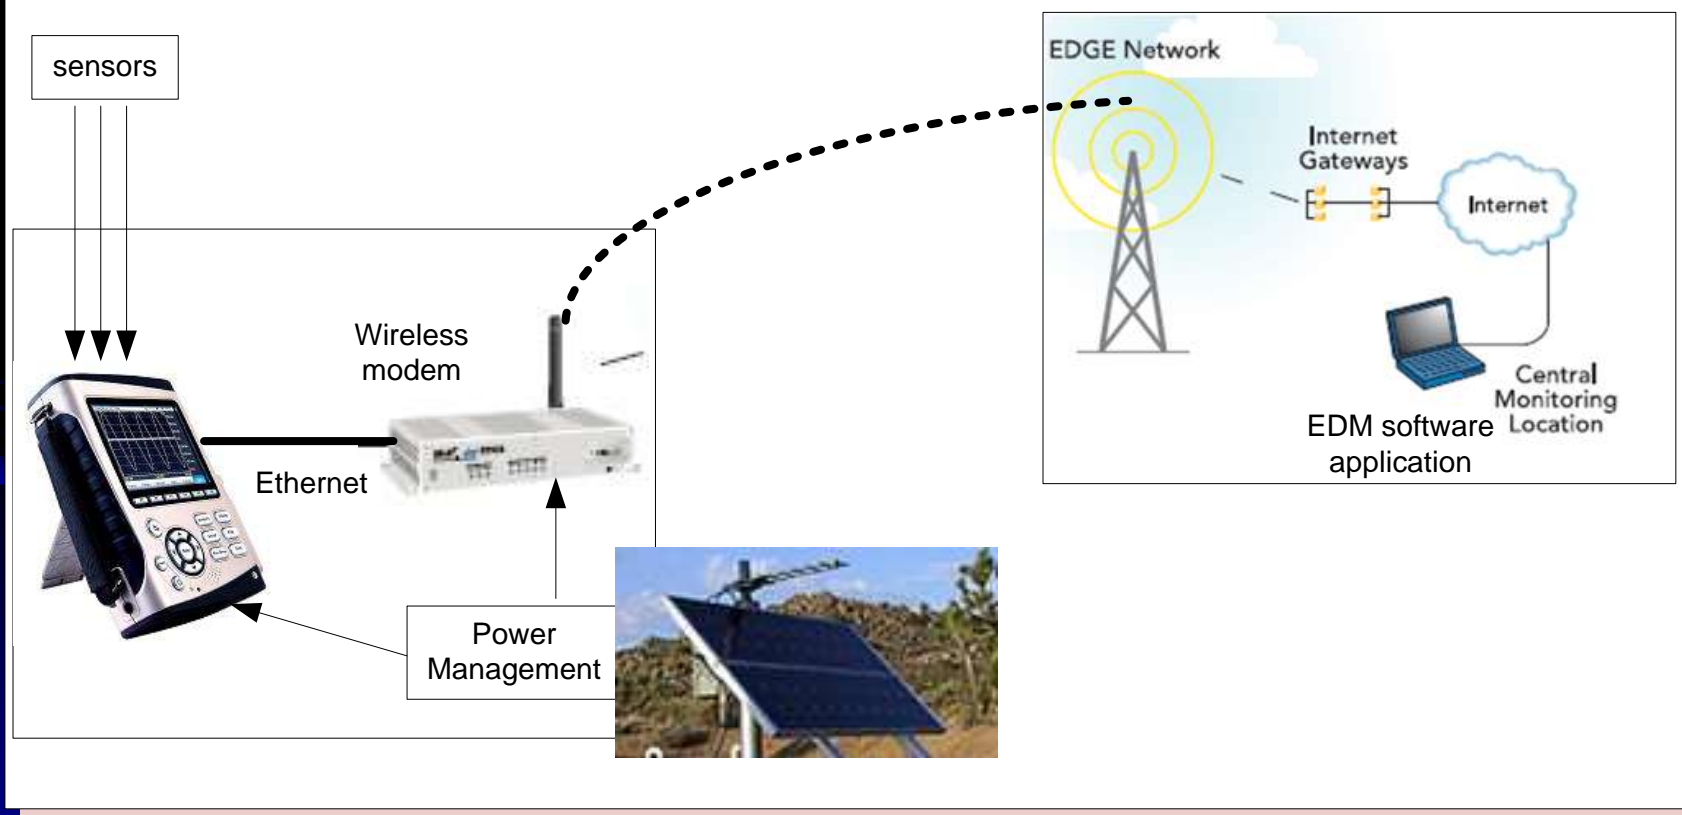 sensors
EDGE Network
Internet
Gateways
Internet
Wireless
modem
Central
Monitoring
Location
EDM software
application
Ethernet
Power
Management